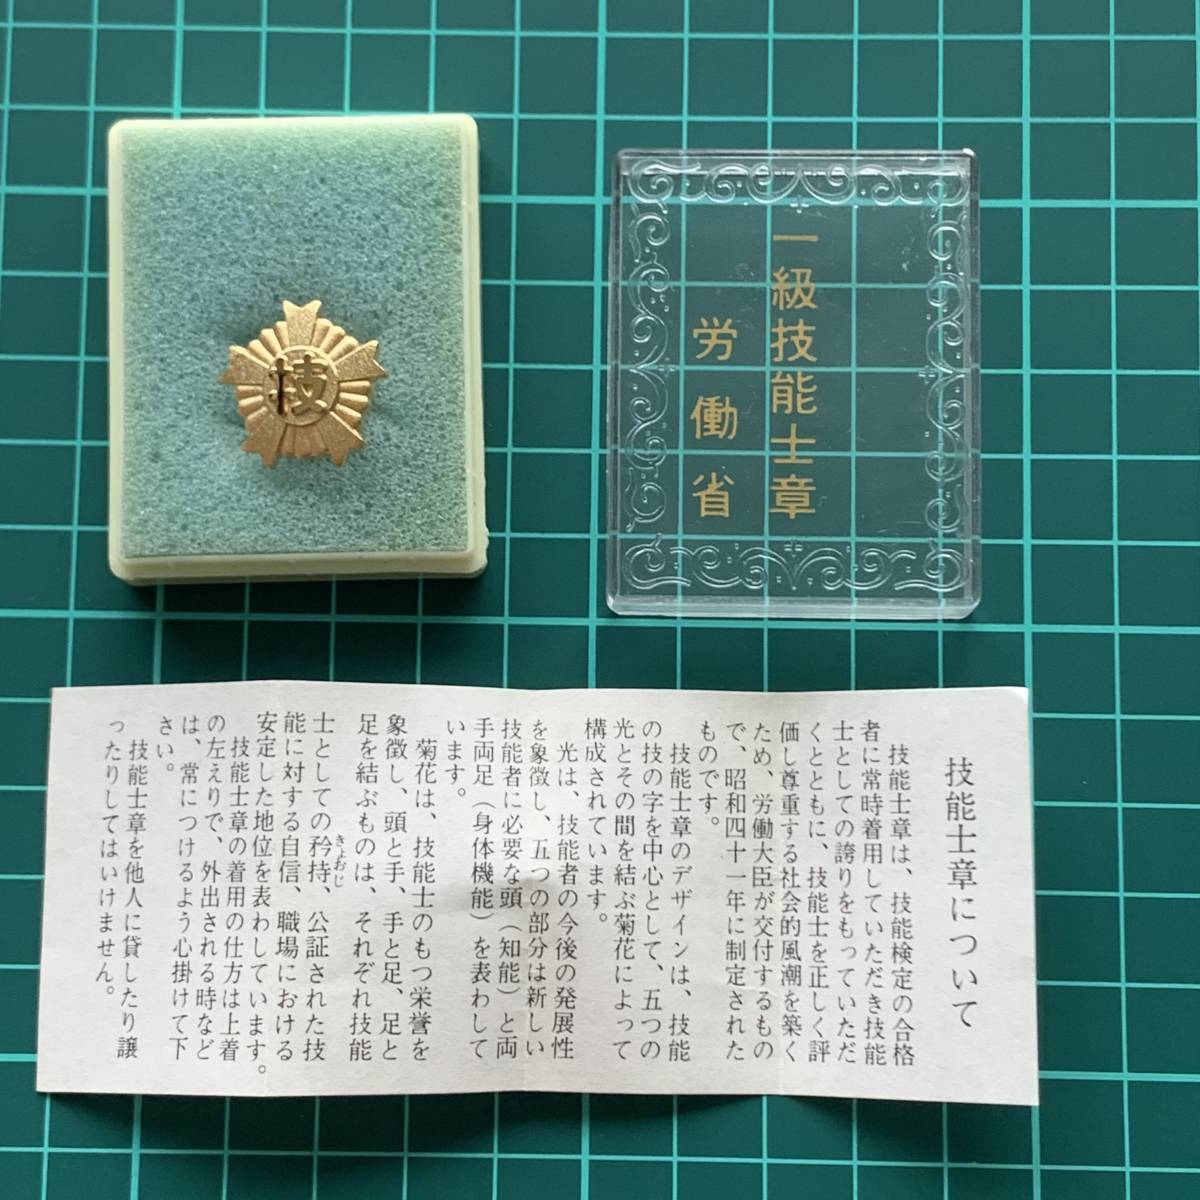 技
一級技能士章
労働省
技能士章について
技能士章は、技能検定の合格
者に常時着用していただき技能
士としての誇りをもっていただ
くとともに、技能士を正しく評
価し尊重する社会的風潮を築く
ため、労働大臣が交付するもの
で、昭和四十一年に制定された
ものです。
技能士章のデザインは、技能
の技の字を中心として、五つの
光とその間を結ぶ菊花によって
構成されています。
光は、技能者の今後の発展性
を象徴し、五つの部分は新しい
技能者に必要な頭（知能）と両
手両足（身体機能）を表わして
います。
菊花は、技能士のもつ栄誉を
象徴し、頭と手、手と足、足と
足を結ぶものは、それぞれ技能
士としての矜持、公証された技
きょおじ
能に対する自信、職場における
安定した地位を表わしています。
技能士章の着用の仕方は上着
の左えりで、外出される時など
は、常につけるよう心掛けて下
さい。
技能士章を他人に貸したり譲
ったりしてはいけません。